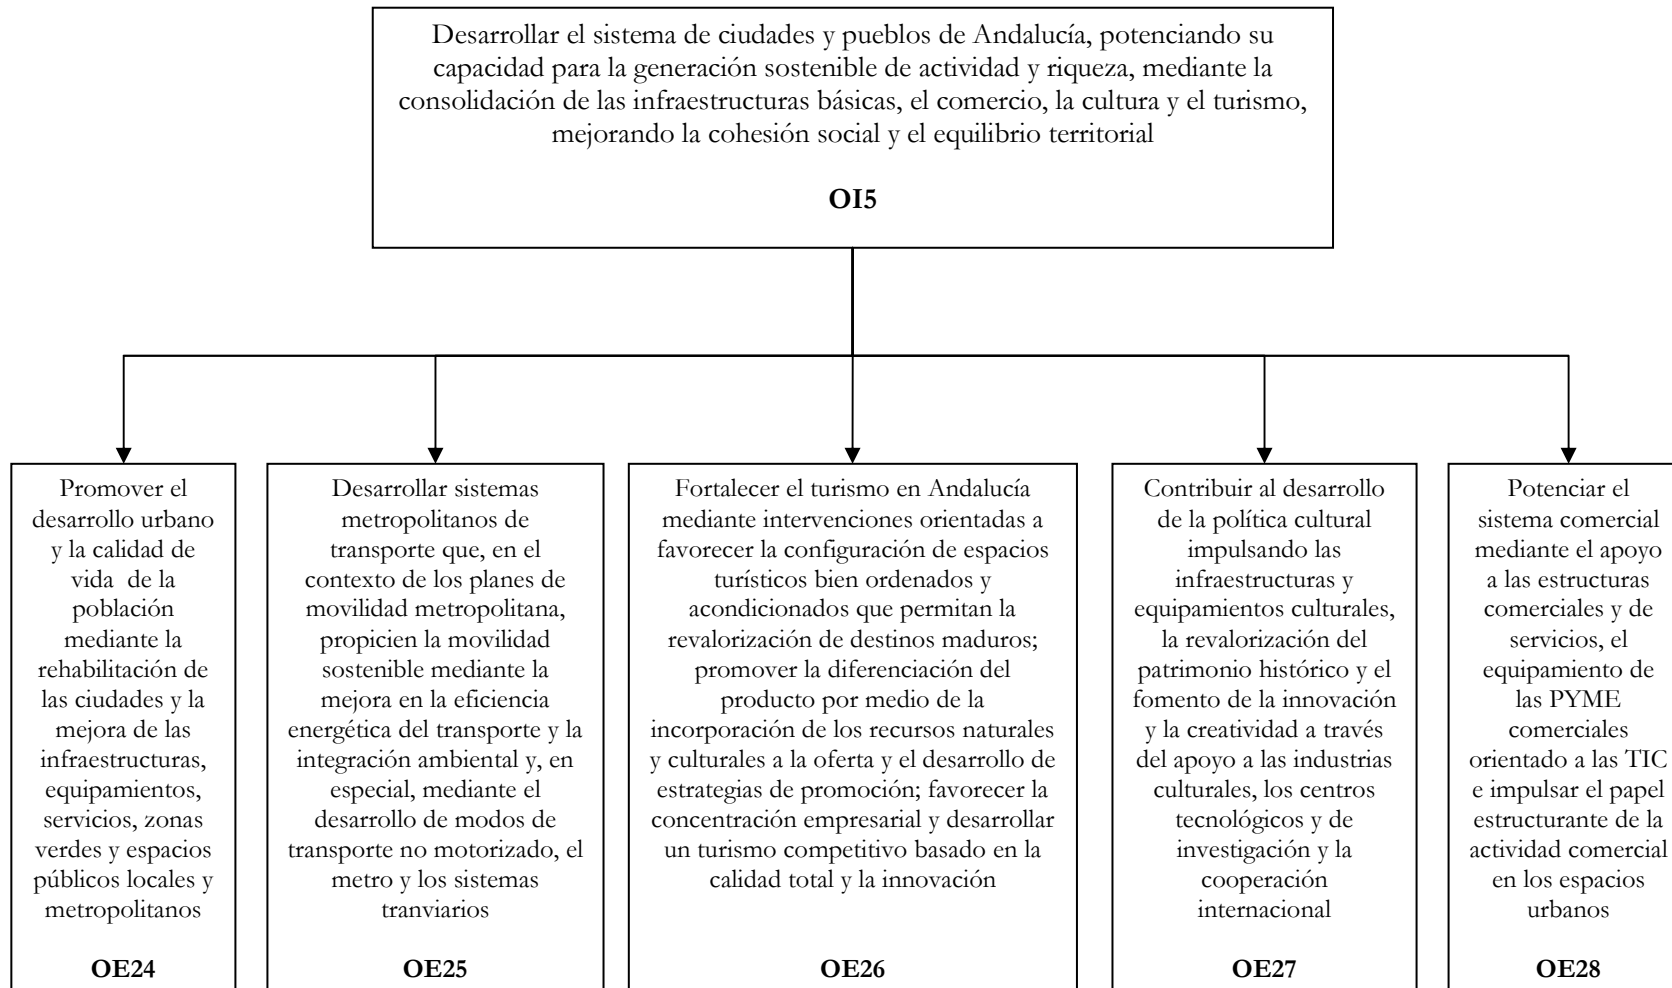 Desarrollar el sistema de ciudades y pueblos de Andalucía, potenciando su
capacidad para la generación sostenible de actividad y riqueza, mediante la
consolidación de las infraestructuras básicas, el comercio, la cultura y el turismo,
mejorando la cohesión social y el equilibrio territorial
OI5
Promover el
desarrollo urbano
y la calidad de
vida de la
población
mediante la
rehabilitación de
las ciudades y la
mejora de las
infraestructuras,
equipamientos,
servicios, zonas
verdes y espacios
públicos locales y
metropolitanos
OE24
Desarrollar sistemas
metropolitanos de
transporte que, en el
contexto de los planes de
movilidad metropolitana,
propicien la movilidad
sostenible mediante la
mejora en la eficiencia
energética del transporte y la
integración ambiental y, en
especial, mediante el
desarrollo de modos de
transporte no motorizado, el
metro y los sistemas
tranviarios
OE25
Fortalecer el turismo en Andalucía
mediante intervenciones orientadas a
favorecer la configuración de espacios
turísticos bien ordenados y
acondicionados que permitan la
revalorización de destinos maduros;
promover la diferenciación del
producto por medio de la
incorporación de los recursos naturales
y culturales a la oferta y el desarrollo de
estrategias de promoción; favorecer la
concentración empresarial y desarrollar
un turismo competitivo basado en la
calidad total y la innovación
OE26
Contribuir al desarrollo
de la política cultural
impulsando las
infraestructuras y
equipamientos culturales,
la revalorización del
patrimonio histórico y el
fomento de la innovación
y la creatividad a través
del apoyo a las industrias
culturales, los centros
tecnológicos y de
investigación y la
cooperación
internacional
OE27
Potenciar el
sistema comercial
mediante el apoyo
a las estructuras
comerciales y de
servicios, el
equipamiento de
las PYME
comerciales
orientado a las TIC
e impulsar el papel
estructurante de la
actividad comercial
en los espacios
urbanos
OE28